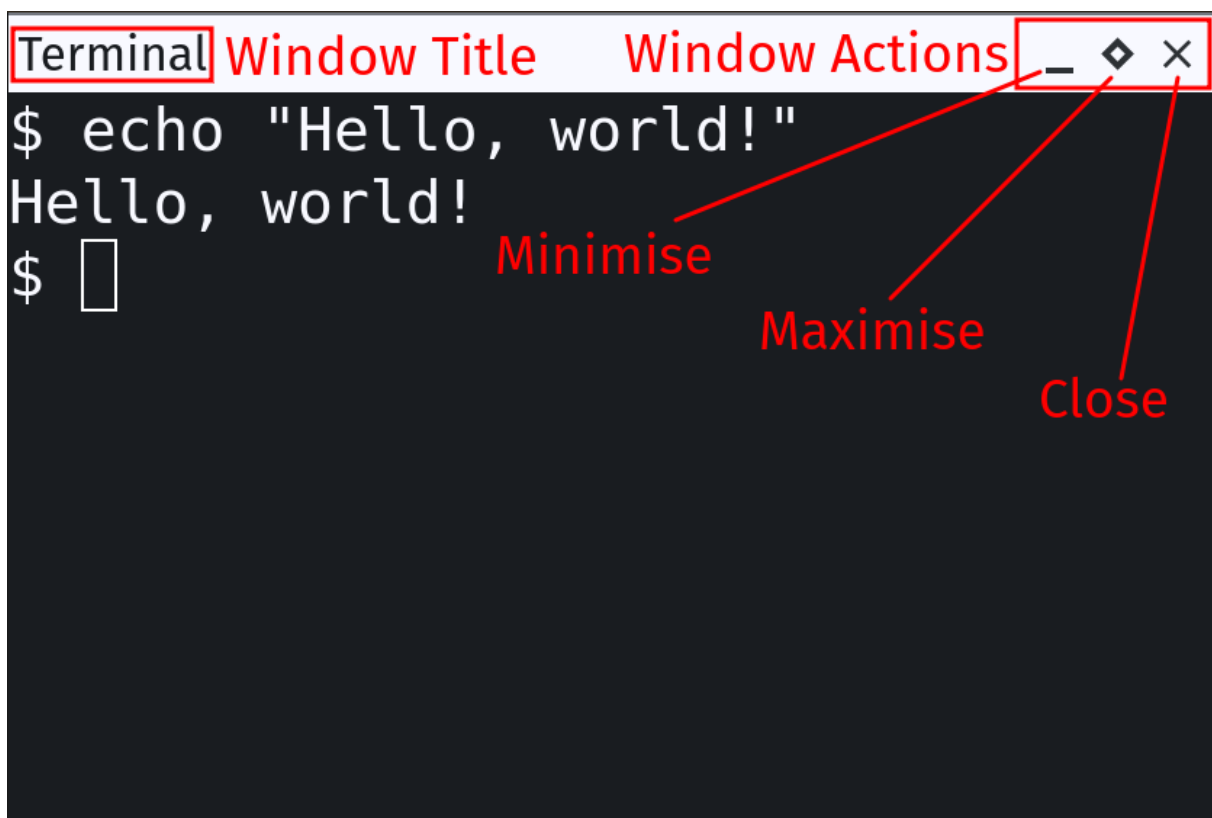 Terminal Window Title Window Actions
$ echo "Hello, world!"
Hello, world!
$
Minimise
Maximise
Close